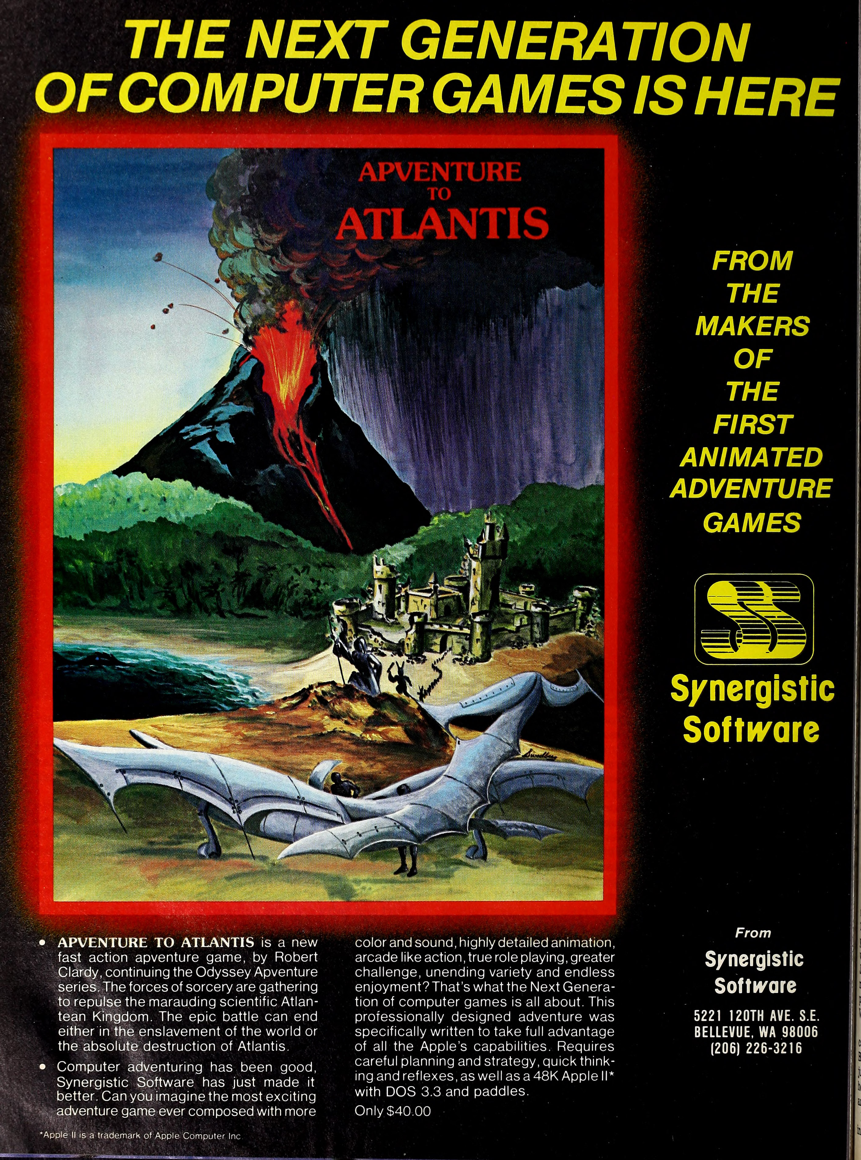 THE NEXT GENERATION
OF COMPUTER GAMES IS HERE
APVENTURE
TO
ATLANTIS
FROM
THE
MAKERS
OF
THE
FIRST
ANIMATED
ADVENTURE
GAMES
Synergistic
Software
• APVENTURE TO ATLANTIS is a new
fast action apventure game, by Robert
Clardy, continuing the Odyssey Apventure
series. The forces of sorcery are gathering
to repulse the marauding scientific Atlan-
tean Kingdom. The epic battle can end
either in the enslavement of the world or
the absolute destruction of Atlantis.
• Computer adventuring has been good,
Synergistic Software has just made it
better. Can you imagine the most exciting
adventure game ever composed with more
color and sound, highly detailed animation,
arcade like action, true role playing, greater
challenge, unending variety and endless
enjoyment? That's what the Next Genera-
tion of computer games is all about. This
professionally designed adventure was
specifically written to take full advantage
of all the Apple's capabilities. Requires
careful planning and strategy, quick think-
ing and reflexes, as well as a 48K Apple II*
with DOS 3.3 and paddles.
Only $40.00
From
Synergistic
Software
5221 120TH AVE. S.E.
BELLEVUE, WA 98006
(206) 226-3216
*Apple II is a trademark of Apple Computer Inc